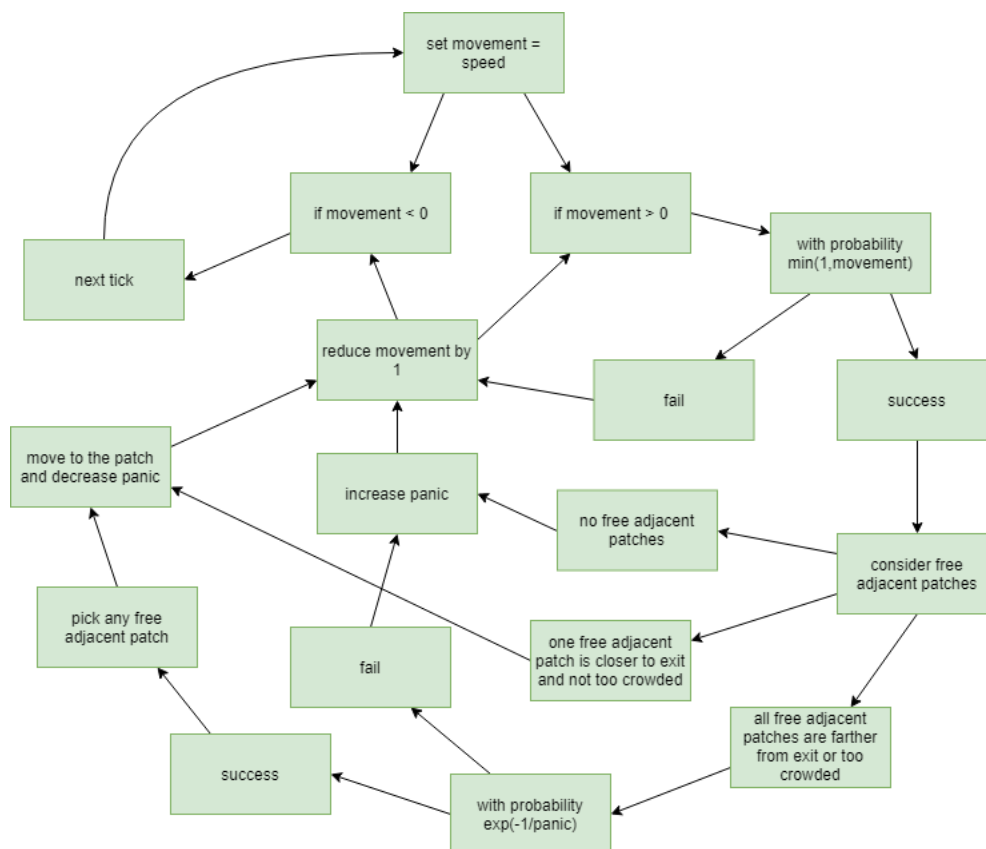 set movement =
speed
if movement < 0
if movement > 0
with probability
min(1,movement)
next tick
reduce movement by
1
fail
success
move to the patch
and decrease panic
increase panic
no free adjacent
patches
consider free
adjacent patches
pick any free
adjacent patch
fail
one free adjacent
patch is closer to exit
and not too crowded
all free adjacent
patches are farther
from exit or too
crowded
success
with probability
exp(-1/panic)